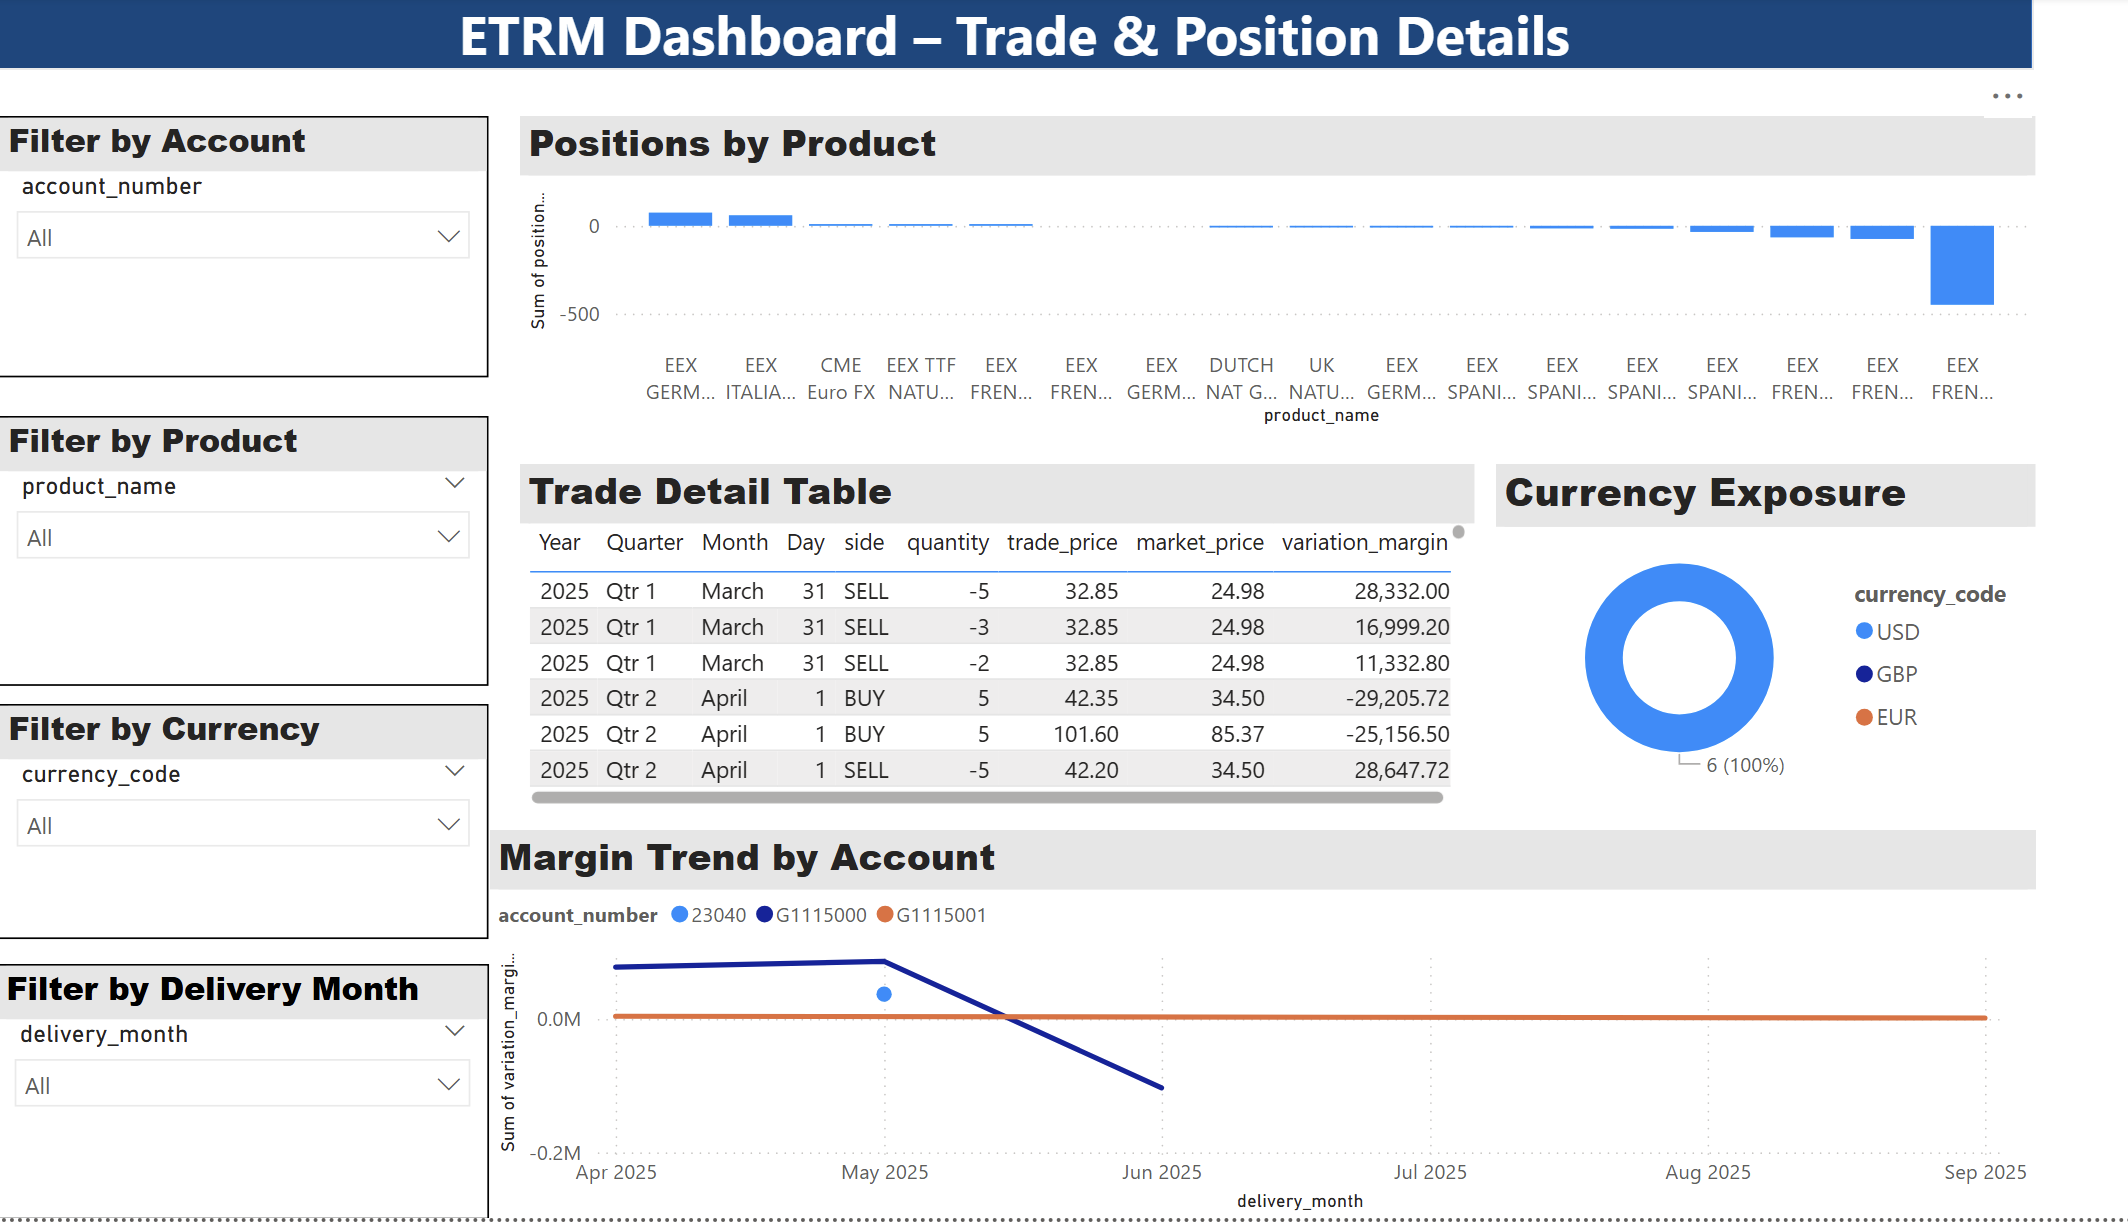 ETRM Dashboard – Trade & Position Details
Filter by Account
account_number
All
Filter by Product
product_name
All
Filter by Currency
currency_code
All
Filter by Delivery Month
delivery_month
All
Positions by Product
Sum of position...
0
-500
EEX GERM... EEX ITALIA... CME Euro FX EEX TTF NATU... EEX FREN... EEX FREN... EEX GERM... DUTCH NAT G... UK NATU... EEX GERM... EEX SPANI... EEX SPANI... EEX SPANI... EEX SPANI... EEX FREN... EEX FREN... EEX FREN...
product_name
Trade Detail Table
Year Quarter Month Day side quantity trade_price market_price variation_margin
2025 Qtr 1 March 31 SELL -5 32.85 24.98 28,332.00
2025 Qtr 1 March 31 SELL -3 32.85 24.98 16,999.20
2025 Qtr 1 March 31 SELL -2 32.85 24.98 11,332.80
2025 Qtr 2 April 1 BUY 5 42.35 34.50 -29,205.72
2025 Qtr 2 April 1 BUY 5 101.60 85.37 -25,156.50
2025 Qtr 2 April 1 SELL -5 42.20 34.50 28,647.72
Currency Exposure
currency_code
USD
GBP
EUR
6 (100%)
Margin Trend by Account
account_number 23040 G1115000 G1115001
Sum of variation_margi...
0.0M
-0.2M
Apr 2025 May 2025 Jun 2025 Jul 2025 Aug 2025 Sep 2025
delivery_month